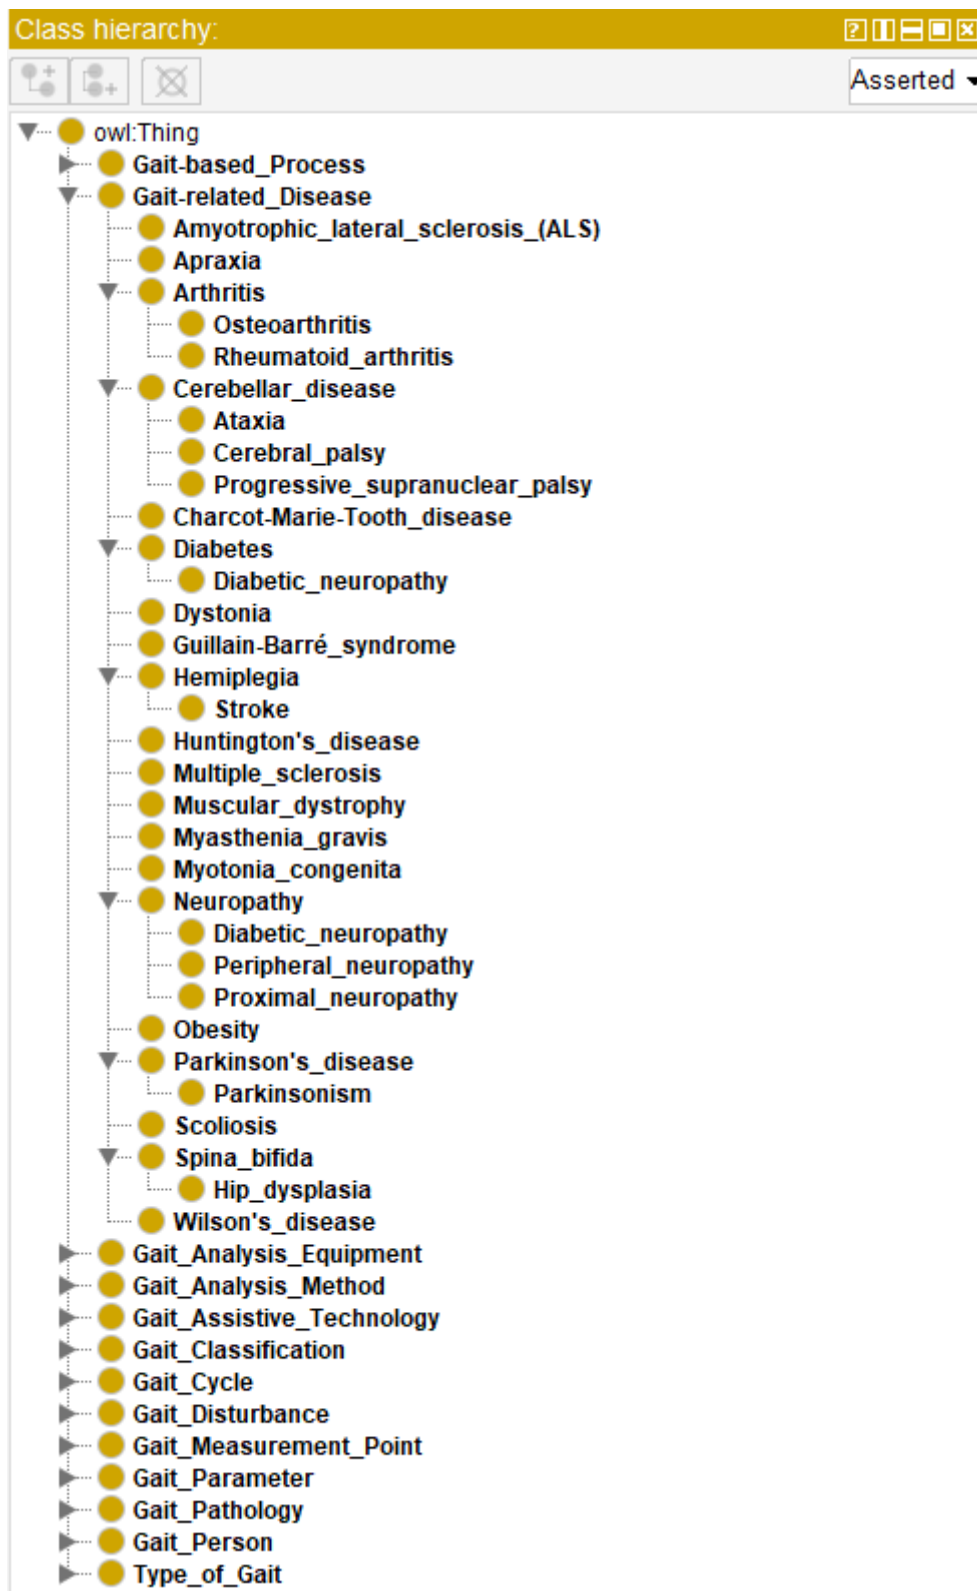 Class hierarchy:
Asserted
owl:Thing
Gait-based_Process
Gait-related_Disease
Amyotrophic_lateral_sclerosis_(ALS)
Apraxia
Arthritis
Osteoarthritis
Rheumatoid_arthritis
Cerebellar_disease
Ataxia
Cerebral_palsy
Progressive_supranuclear_palsy
Charcot-Marie-Tooth_disease
Diabetes
Diabetic_neuropathy
Dystonia
Guillain-Barré_syndrome
Hemiplegia
Stroke
Huntington's_disease
Multiple_sclerosis
Muscular_dystrophy
Myasthenia_gravis
Myotonia_congenita
Neuropathy
Diabetic_neuropathy
Peripheral_neuropathy
Proximal_neuropathy
Obesity
Parkinson's_disease
Parkinsonism
Scoliosis
Spina_bifida
Hip_dysplasia
Wilson's_disease
Gait_Analysis_Equipment
Gait_Analysis_Method
Gait_Assistive_Technology
Gait_Classification
Gait_Cycle
Gait_Disturbance
Gait_Measurement_Point
Gait_Parameter
Gait_Pathology
Gait_Person
Type_of_Gait